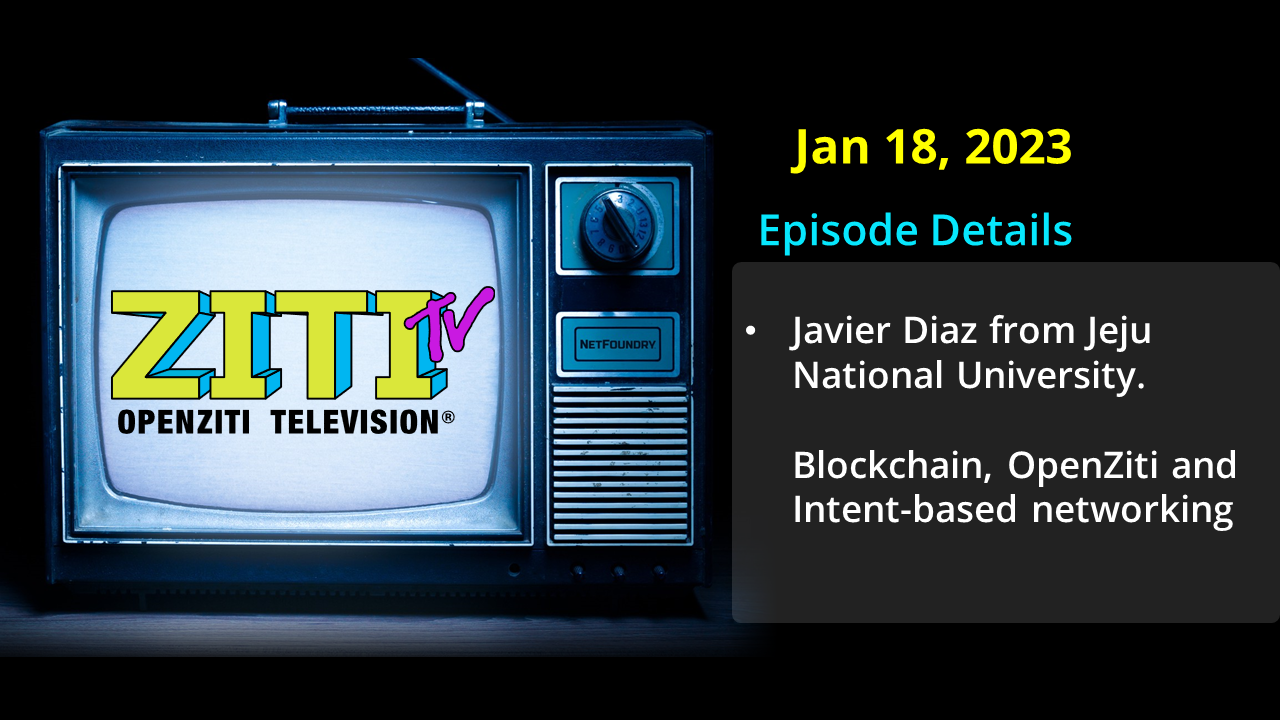 Jan 18, 2023
Episode Details
• Javier Diaz from Jeju
National University.
Blockchain, OpenZiti and
Intent-based networking
ZITI TV
OPENZITI TELEVISION®
NETFOUNDRY